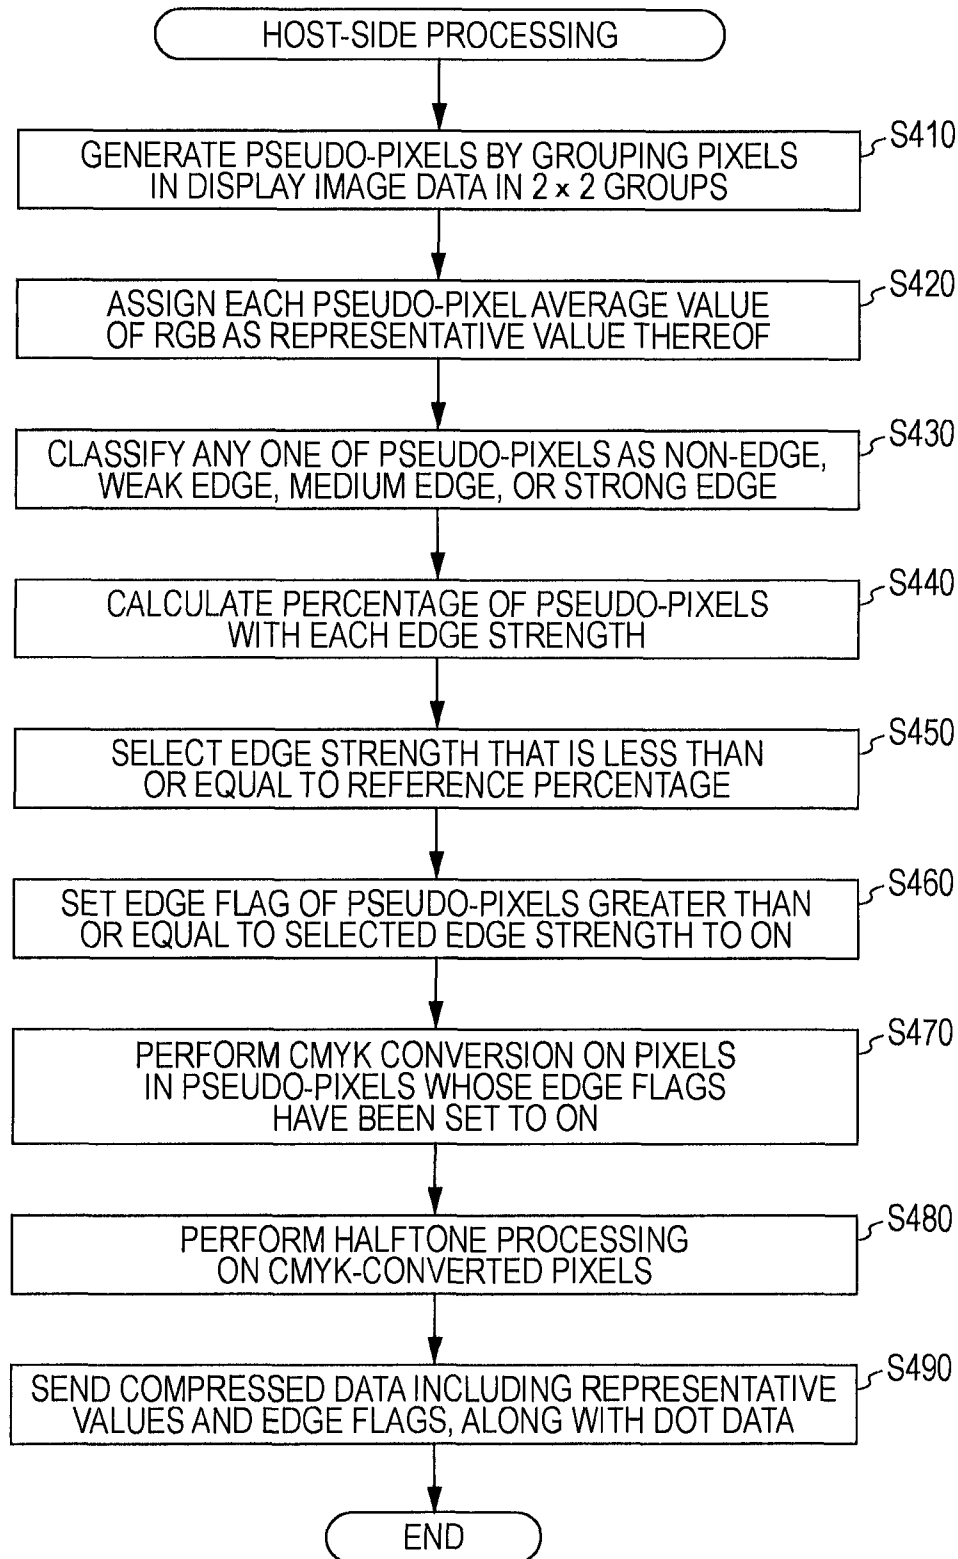 HOST-SIDE PROCESSING
S410
GENERATE PSEUDO-PIXELS BY GROUPING PIXELS
IN DISPLAY IMAGE DATA IN 2 x 2 GROUPS
S420
ASSIGN EACH PSEUDO-PIXEL AVERAGE VALUE
OF RGB AS REPRESENTATIVE VALUE THEREOF
S430
CLASSIFY ANY ONE OF PSEUDO-PIXELS AS NON-EDGE,
WEAK EDGE, MEDIUM EDGE, OR STRONG EDGE
S440
CALCULATE PERCENTAGE OF PSEUDO-PIXELS
WITH EACH EDGE STRENGTH
S450
SELECT EDGE STRENGTH THAT IS LESS THAN
OR EQUAL TO REFERENCE PERCENTAGE
S460
SET EDGE FLAG OF PSEUDO-PIXELS GREATER THAN
OR EQUAL TO SELECTED EDGE STRENGTH TO ON
S470
PERFORM CMYK CONVERSION ON PIXELS
IN PSEUDO-PIXELS WHOSE EDGE FLAGS
HAVE BEEN SET TO ON
S480
PERFORM HALFTONE PROCESSING
ON CMYK-CONVERTED PIXELS
S490
SEND COMPRESSED DATA INCLUDING REPRESENTATIVE
VALUES AND EDGE FLAGS, ALONG WITH DOT DATA
END